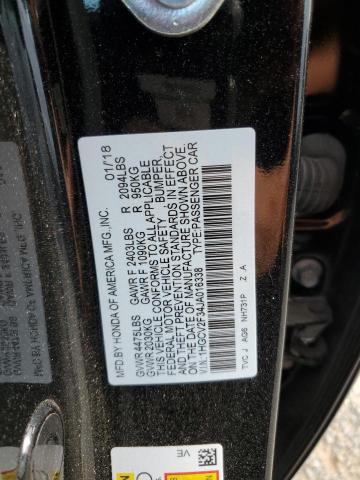 MFD.BY HONDA OF AMERICA MFG.,INC. 01/18
GVWR 4475LBS GAWR F 2403LBS R 2094LBS
GVWR 2030KG GAWR F 1090KG R 950KG
THIS VEHICLE CONFORMS TO ALL APPLICABLE
FEDERAL MOTOR VEHICLE SAFETY BUMPER,
AND THEFT PREVENTION STANDARDS IN EFFECT
ON THE DATE OF MANUFACTURE SHOWN ABOVE.
V.I.N.: 1HGCV2F34JA016338 TYPE:PASSENGER CAR
TVC J AG6 NH731P Z A
VE